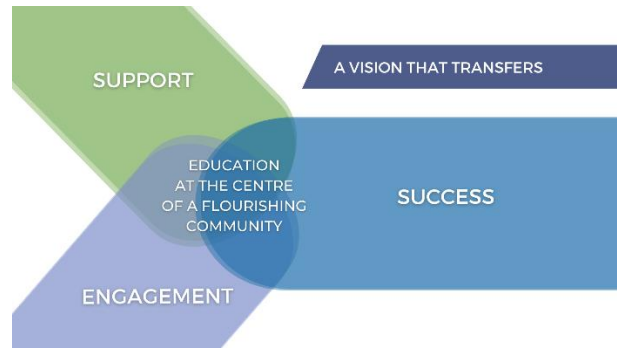 SUPPORT
A VISION THAT TRANSFERS
EDUCATION
AT THE CENTRE
OF A FLOURISHING
COMMUNITY
SUCCESS
ENGAGEMENT